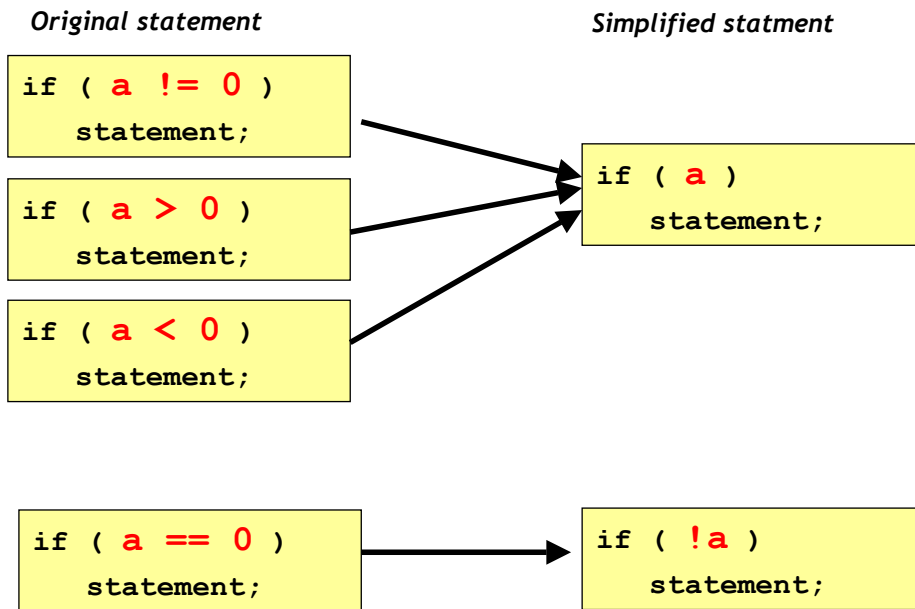 Original statement
Simplified statment
if ( a != 0 )
statement;
if ( a > 0 )
statement;
if ( a < 0 )
statement;
if ( a )
statement;
if ( a == 0 )
statement;
if ( !a )
statement;